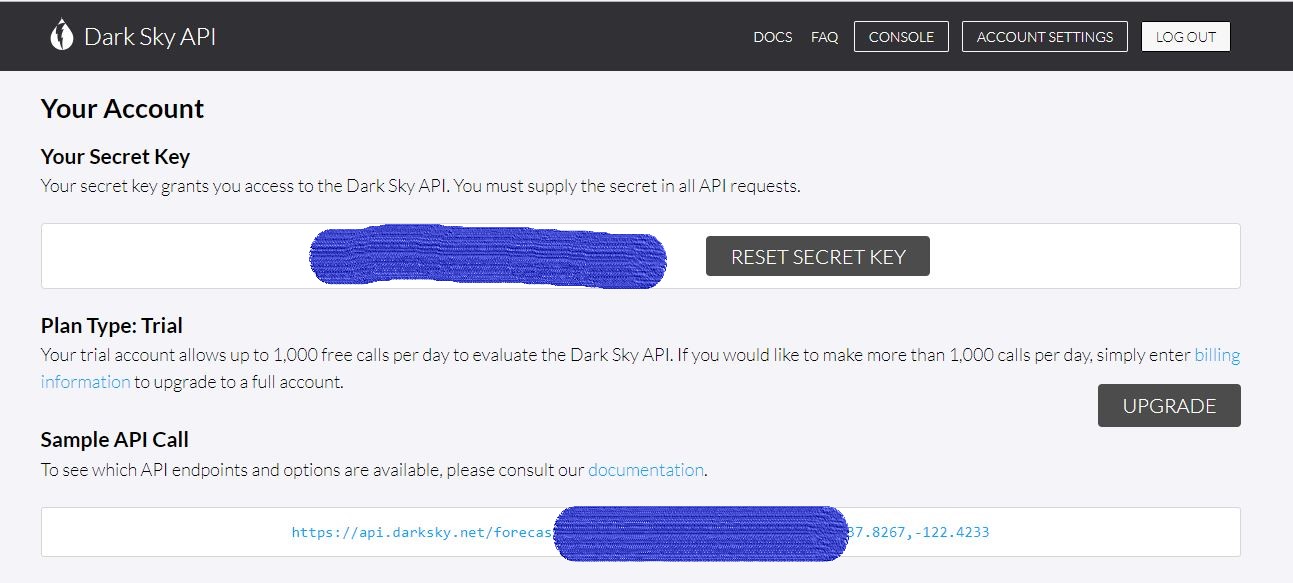 Dark Sky API
DOCS FAQ CONSOLE ACCOUNT SETTINGS LOG OUT
Your Account
Your Secret Key
Your secret key grants you access to the Dark Sky API. You must supply the secret in all API requests.
RESET SECRET KEY
Plan Type: Trial
Your trial account allows up to 1,000 free calls per day to evaluate the Dark Sky API. If you would like to make more than 1,000 calls per day, simply enter billing
information to upgrade to a full account.
UPGRADE
Sample API Call
To see which API endpoints and options are available, please consult our documentation.
https://api.darksky.net/forecas 37.8267,-122.4233